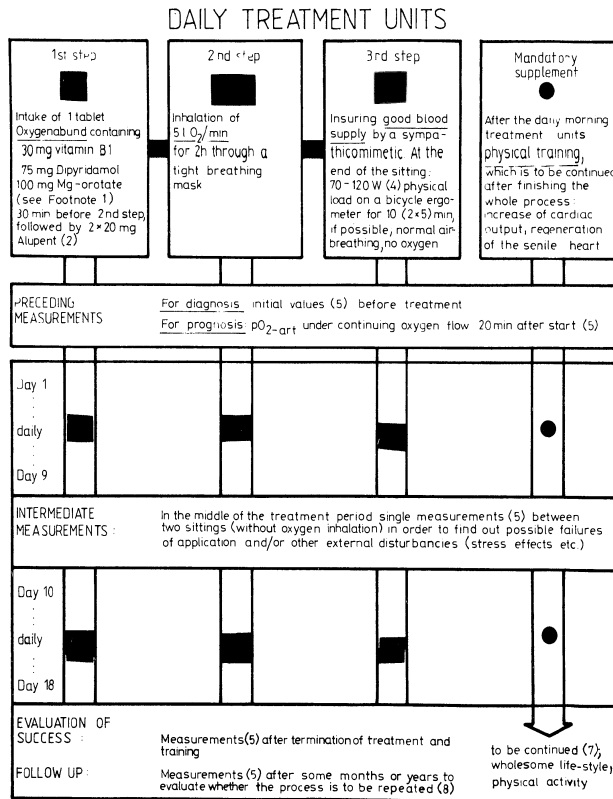 DAILY TREATMENT UNITS
1st step
Intake of 1 tablet
Oxygenabund containing
30 mg vitamin B1
75 mg Dipyridamol
100 mg Mg-orotate
(see Footnote 1)
30 min before 2nd step,
followed by 2×20 mg
Alupent (2)
2nd step
Inhalation of
5 l O2/min
for 2h through a
tight breathing
mask
3rd step
Insuring good blood
supply by a sympa-
thicomimetic. At the
end of the sitting:
70-120 W (4) physical
load on a bicycle ergo-
meter for 10 (2×5) min,
if possible, normal air-
breathing, no oxygen
Mandatory
supplement
After the daily morning
treatment units
physical training,
which is to be continued
after finishing the
whole process:
increase of cardiac
output, regeneration
of the senile heart
PRECEDING
MEASUREMENTS
For diagnosis initial values (5) before treatment
For prognosis: pO2-art under continuing oxygen flow 20 min after start (5)
Day 1
daily
Day 9
INTERMEDIATE
MEASUREMENTS :
In the middle of the treatment period single measurements (5) between
two sittings (without oxygen inhalation) in order to find out possible failures
of application and/or other external disturbancies (stress effects etc.)
Day 10
daily
Day 18
EVALUATION OF
SUCCESS :
Measurements (5) after termination of treatment and
training
FOLLOW UP :
Measurements (5) after some months or years, to
evaluate whether the process is to be repeated (8)
to be continued (7);
wholesome life-style,
physical activity